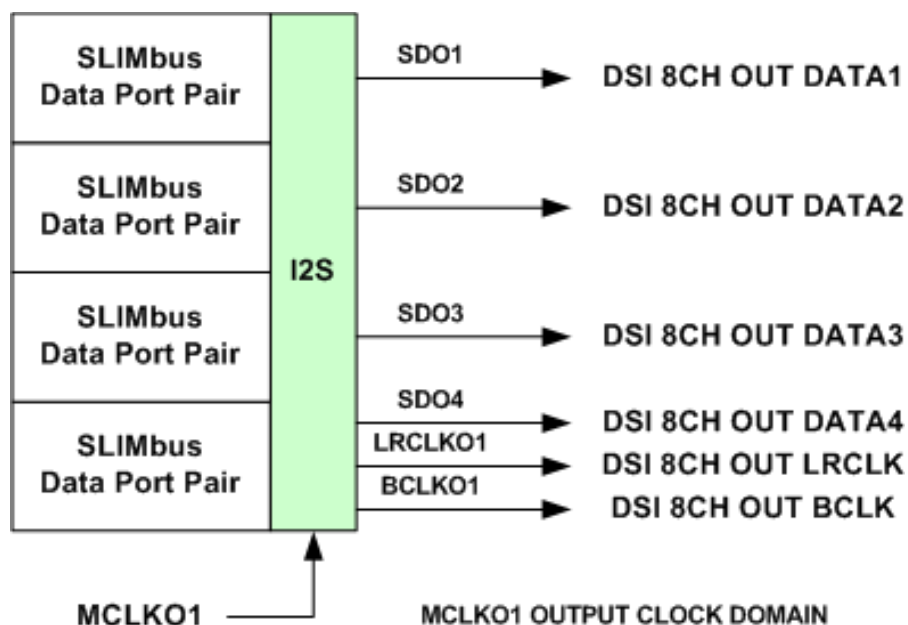 SLIMbus
Data Port Pair
SLIMbus
Data Port Pair
SLIMbus
Data Port Pair
SLIMbus
Data Port Pair
I2S
SDO1
DSI 8CH OUT DATA1
SDO2
DSI 8CH OUT DATA2
SDO3
DSI 8CH OUT DATA3
SDO4
DSI 8CH OUT DATA4
LRCLKO1
DSI 8CH OUT LRCLK
BCLKO1
DSI 8CH OUT BCLK
MCLKO1
MCLKO1 OUTPUT CLOCK DOMAIN